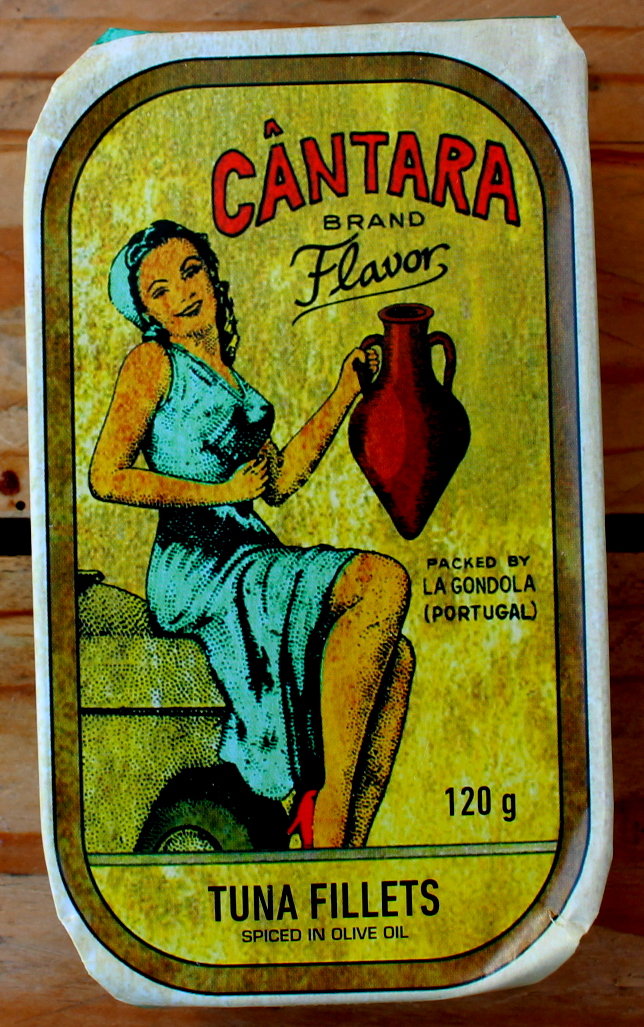 CÂNTARA
BRAND
Flavor
PACKED BY
LA GONDOLA
(PORTUGAL)
120 g
TUNA FILLETS
SPICED IN OLIVE OIL